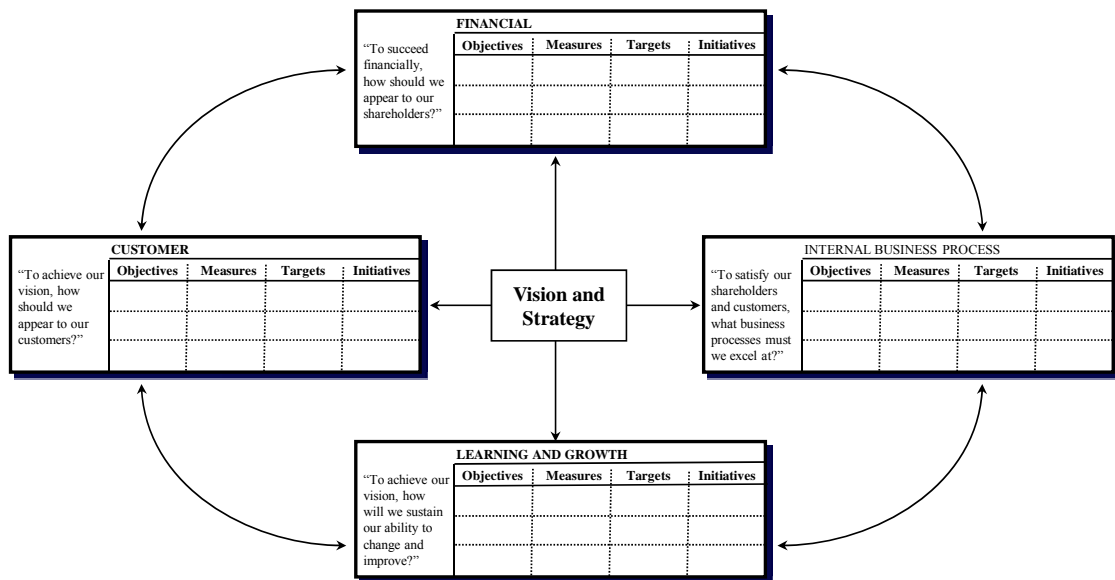 FINANCIAL
Objectives Measures Targets Initiatives
“To succeed
financially,
how should we
appear to our
shareholders?”
CUSTOMER
Objectives Measures Targets Initiatives
“To achieve our
vision, how
should we
appear to our
customers?”
Vision and
Strategy
INTERNAL BUSINESS PROCESS
Objectives Measures Targets Initiatives
“To satisfy our
shareholders
and customers,
what business
processes must
we excel at?”
LEARNING AND GROWTH
Objectives Measures Targets Initiatives
“To achieve our
vision, how
will we sustain
our ability to
change and
improve?”